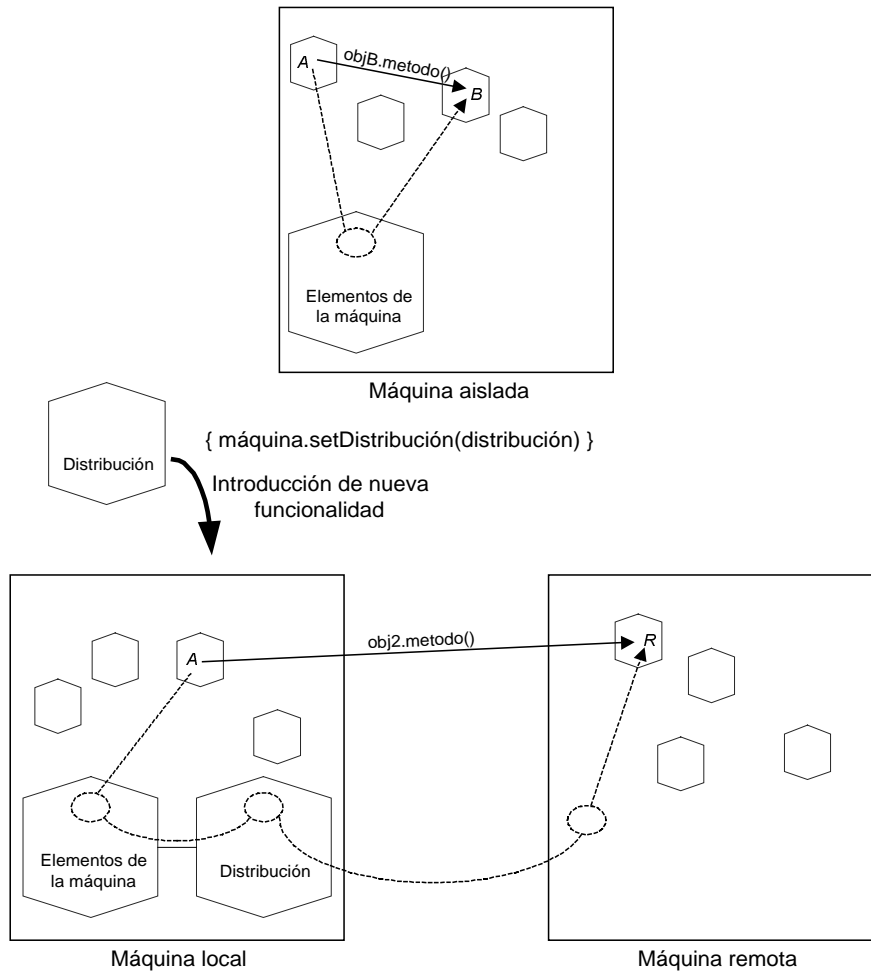 A
objB.metodo()
B
Elementos de
la máquina
Máquina aislada
Distribución
{ máquina.setDistribución(distribución) }
Introducción de nueva
funcionalidad
A
obj2.metodo()
R
Elementos de
la máquina
Distribución
Máquina local
Máquina remota